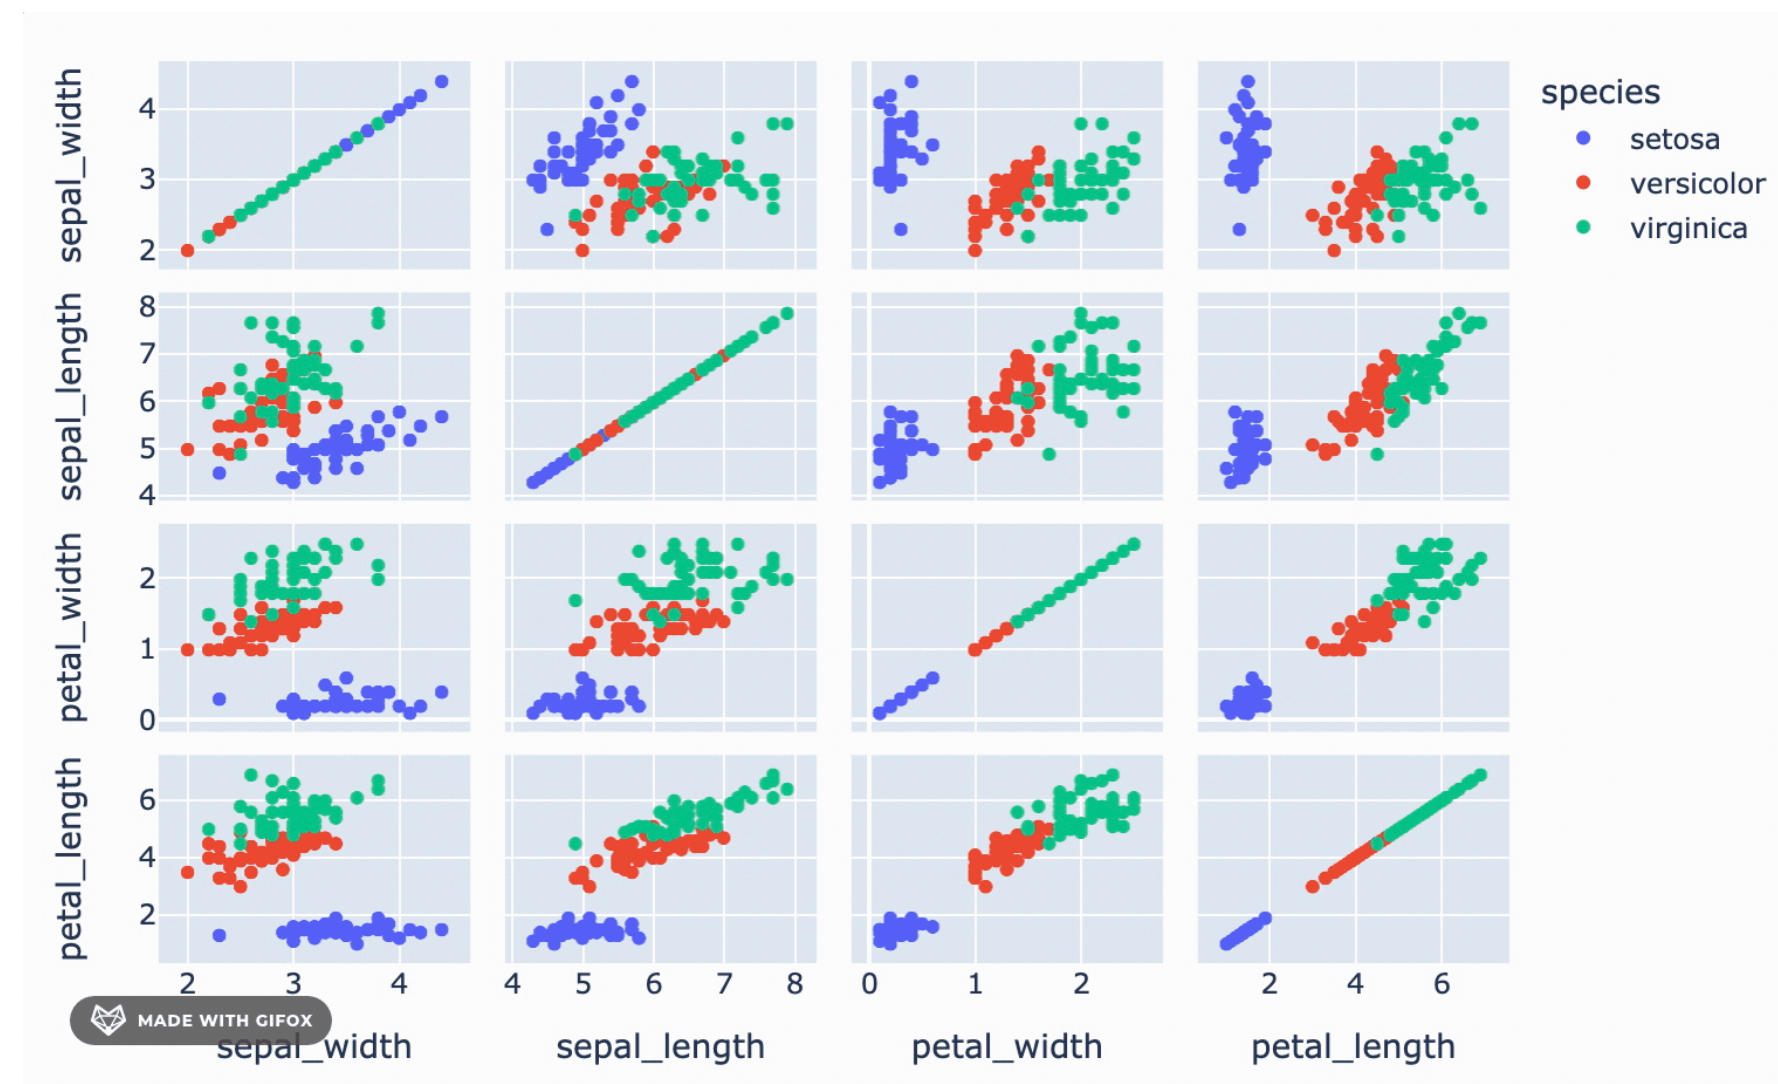 species
setosa
versicolor
virginica
sepal_width
4
3
2
sepal_length
8
7
6
5
4
petal_width
2
1
0
petal_length
6
4
2
2 3 4 4 5 6 7 8 0 1 2 2 4 6
MADE WITH GIFOX
sepal_width sepal_length petal_width petal_length